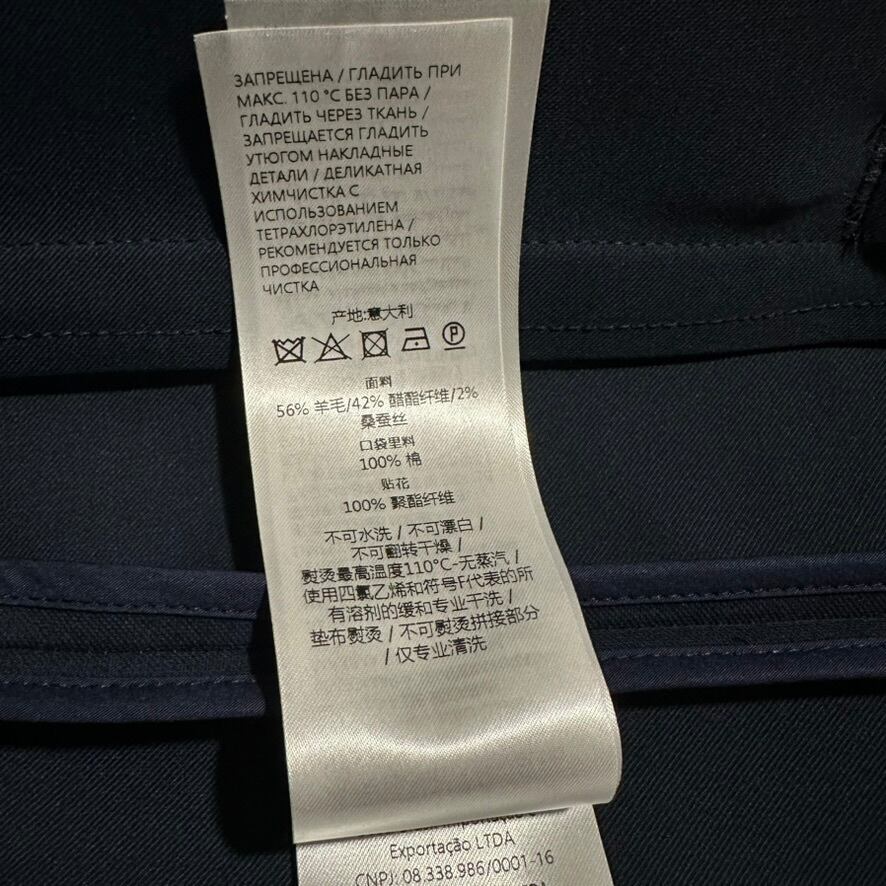 ЗАПРЕЩЕНА / ГЛАДИТЬ ПРИ
МАКС. 110 °С БЕЗ ПАРА /
ГЛАДИТЬ ЧЕРЕЗ ТКАНЬ /
ЗАПРЕЩАЕТСЯ ГЛАДИТЬ
УТЮГОМ НАКЛАДНЫЕ
ДЕТАЛИ / ДЕЛИКАТНАЯ
ХИМЧИСТКА С
ИСПОЛЬЗОВАНИЕМ
ТЕТРАХЛОРЭТИЛЕНА /
РЕКОМЕНДУЕТСЯ ТОЛЬКО
ПРОФЕССИОНАЛЬНАЯ
ЧИСТКА
产地:意大利
P
面料
56% 羊毛/42% 醋酯纤维/2%
桑蚕丝
口袋里料
100% 棉
贴花
100% 聚酯纤维
不可水洗 / 不可漂白 /
不可翻转干燥 /
熨烫最高温度110°C-无蒸汽 /
使用四氯乙烯和符号F代表的所
有溶剂的缓和专业干洗 /
垫布熨烫 / 不可熨烫拼接部分
/ 仅专业清洗
Exportação LTDA
CNPJ: 08.338.986/0001-16